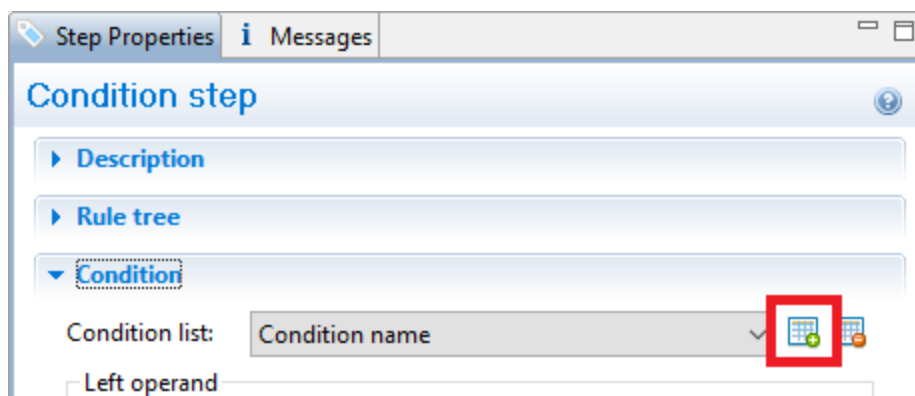 Step Properties i Messages
Condition step
Description
Rule tree
Condition
Condition list: Condition name
Left operand